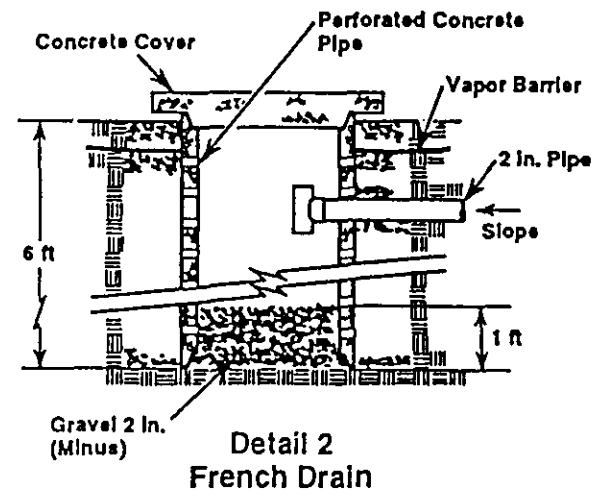 Perforated Concrete
Pipe
Concrete Cover
Vapor Barrier
2 in. Pipe
Slope
6 ft
1 ft
Gravel 2 in.
(Minus)
Detail 2
French Drain